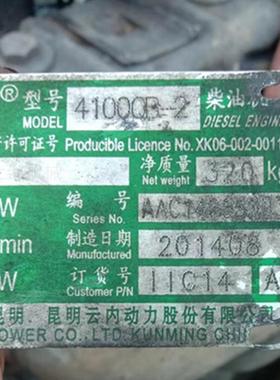 ® 型号 4100QB-2 柴油
MODEL DIESEL ENGIN
许可证号 Producible Licence No. XK06-002-0011
净质量 320
Net weight
W 编号
Series No.
min 制造日期 201408
Manufactured
订货号 11C14 A
Customer P/N
昆明 昆明云内动力股份有限公
POWER CO., LTD. KUNMING CHI